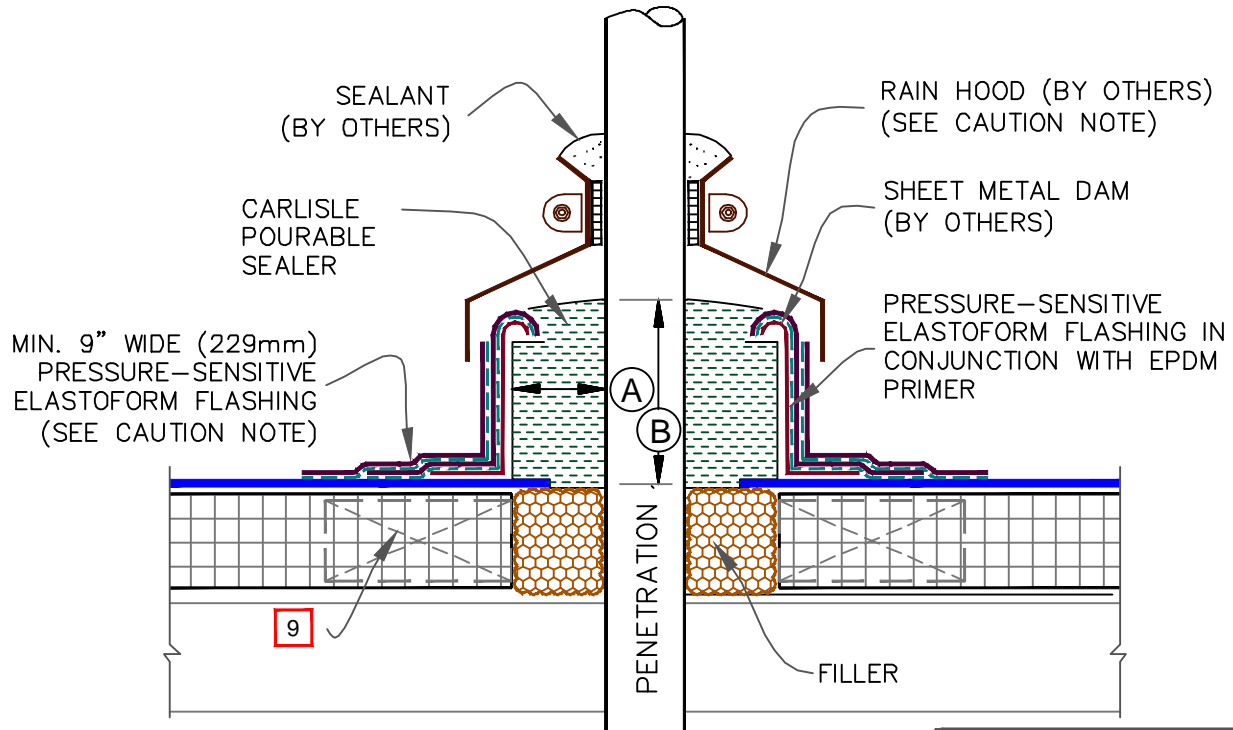 SEALANT
(BY OTHERS)
RAIN HOOD (BY OTHERS)
(SEE CAUTION NOTE)
CARLISLE
POURABLE
SEALER
SHEET METAL DAM
(BY OTHERS)
MIN. 9" WIDE (229mm)
PRESSURE-SENSITIVE
ELASTOFORM FLASHING
(SEE CAUTION NOTE)
PRESSURE-SENSITIVE
ELASTOFORM FLASHING IN
CONJUNCTION WITH EPDM
PRIMER
A
B
PENETRATION
9
FILLER